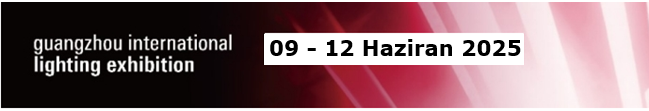 guangzhou international
lighting exhibition
09 - 12 Haziran 2025